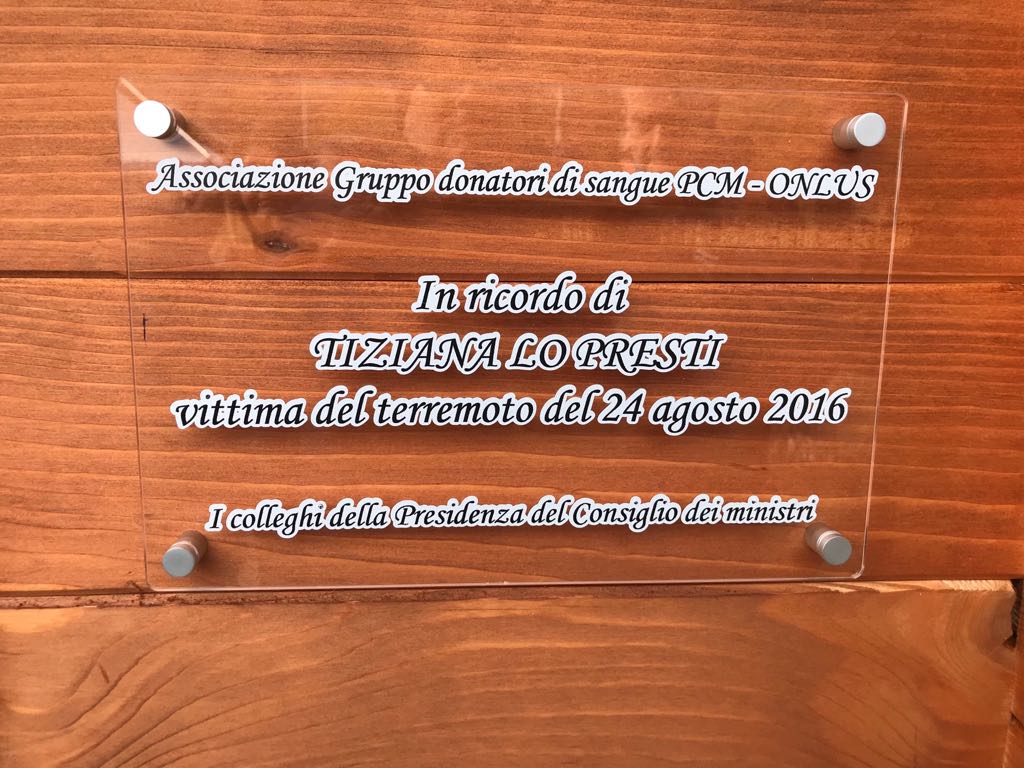 Associazione Gruppo donatori di sangue PCM - ONLUS
In ricordo di
TIZIANA LO PRESTI
vittima del terremoto del 24 agosto 2016
I colleghi della Presidenza del Consiglio dei ministri